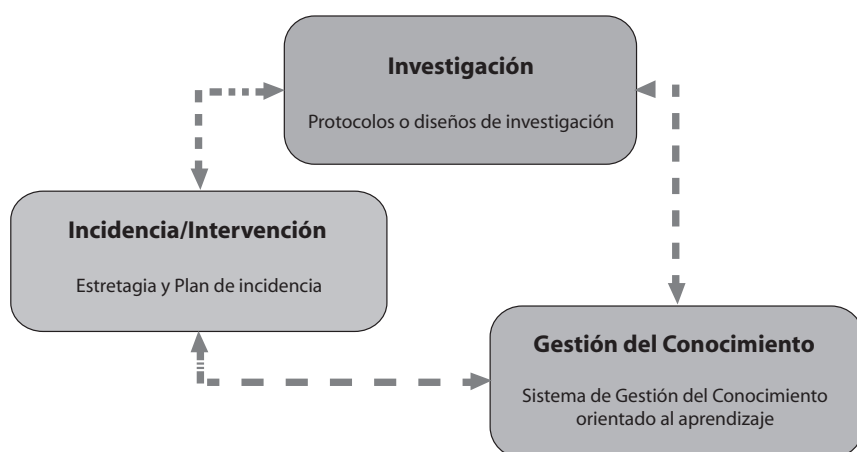 Investigación
Protocolos o diseños de investigación
Incidencia/Intervención
Estretagia y Plan de incidencia
Gestión del Conocimiento
Sistema de Gestión del Conocimiento
orientado al aprendizaje